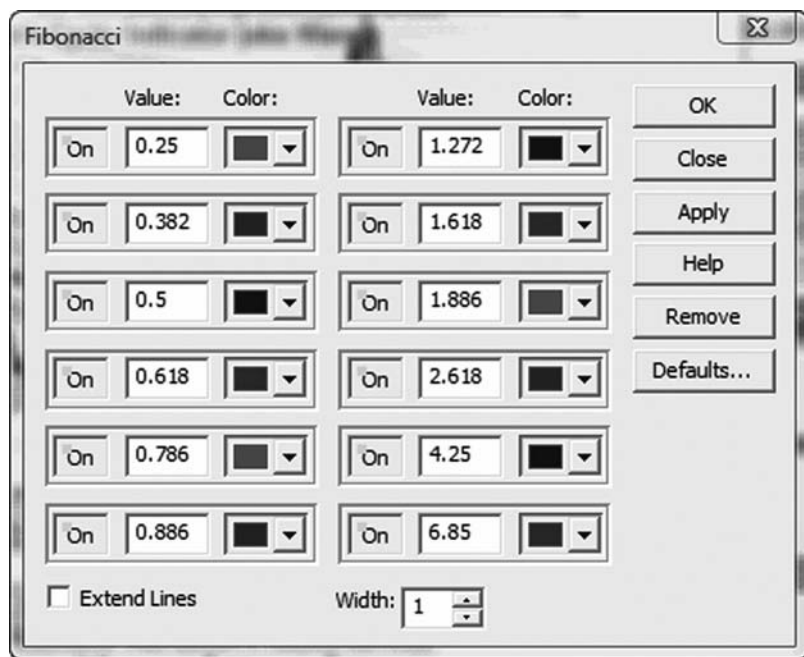 Fibonacci
Value: Color: Value: Color: OK
On 0.25 On 1.272
Close
On 0.382 On 1.618 Apply
Help
On 0.5 On 1.886 Remove
On 0.618 On 2.618 Defaults...
On 0.786 On 4.25
On 0.886 On 6.85
Extend Lines Width: 1